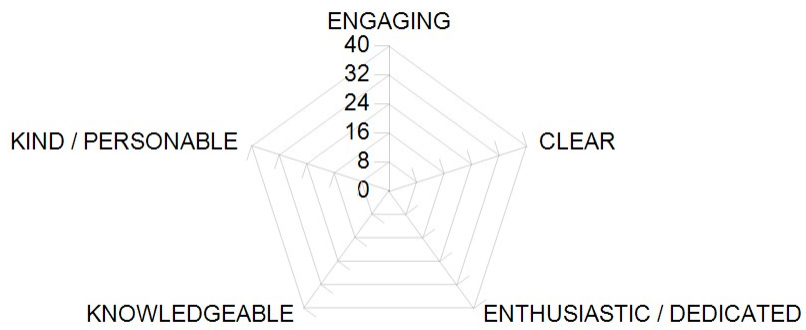 ENGAGING
40
32
24
16
8
0
KIND / PERSONABLE
CLEAR
KNOWLEDGEABLE
ENTHUSIASTIC / DEDICATED